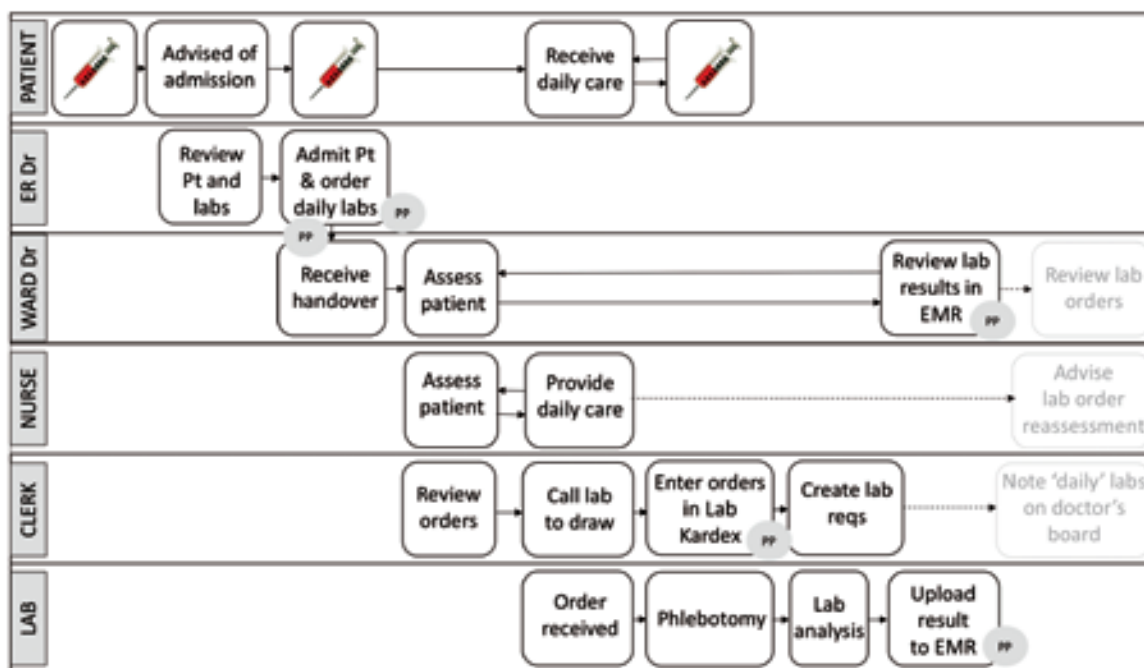 PATIENT
Advised of
admission
Receive
daily care
ER Dr
Review
Pt and
labs
Admit Pt
& order
daily labs
PP
PP
WARD Dr
Receive
handover
Assess
patient
Review lab
results in
EMR
PP
Review lab
orders
NURSE
Assess
patient
Provide
daily care
Advise
lab order
reassessment
CLERK
Review
orders
Call lab
to draw
Enter orders
in Lab
Kardex
PP
Create lab
reqs
Note 'daily' labs
on doctor's
board
LAB
Order
received
Phlebotomy
Lab
analysis
Upload
result
to EMR
PP